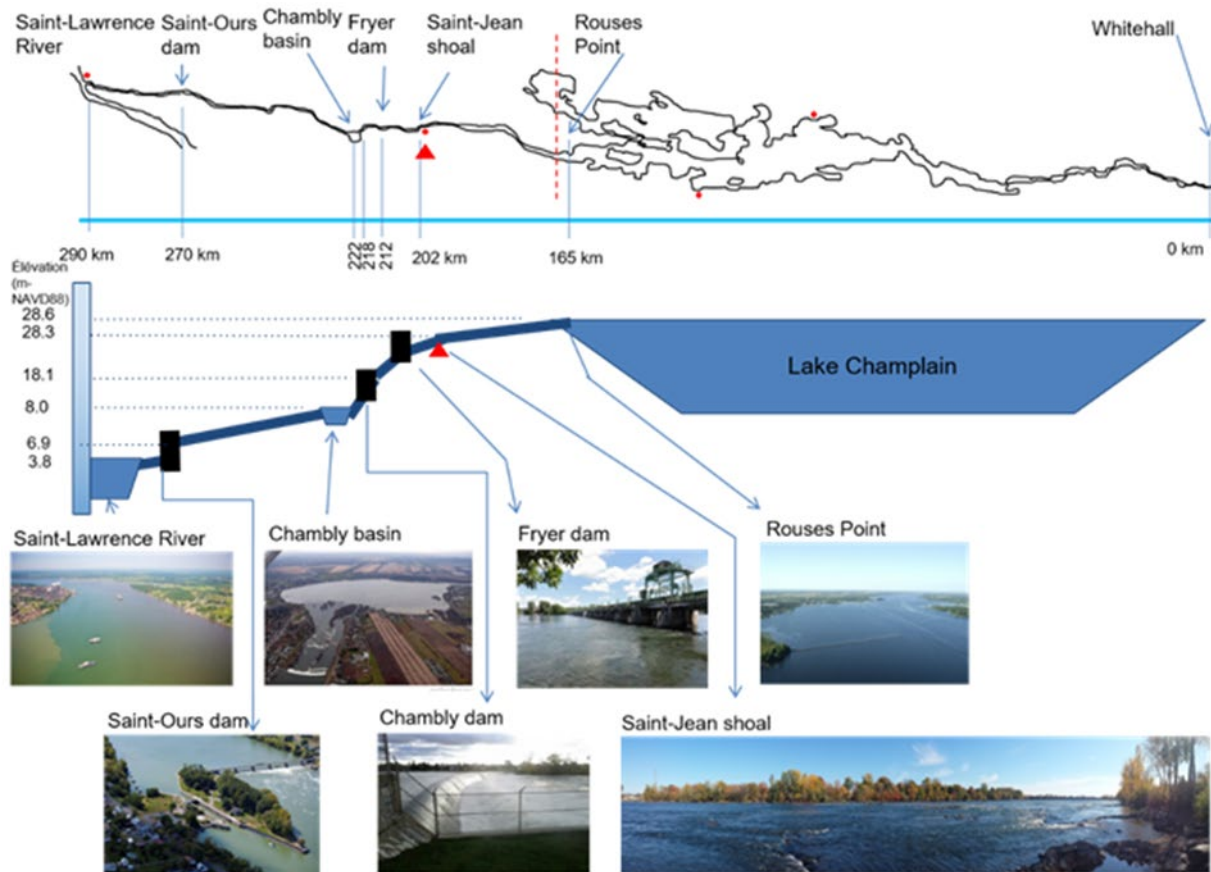 Saint-Lawrence
River
Saint-Ours
dam
Chambly
basin
Fryer
dam
Saint-Jean
shoal
Rouses
Point
Whitehall
290 km
270 km
222
218
212
202 km
165 km
0 km
Élévation
(m-
NAVD88)
28.6
28.3
18.1
8.0
6.9
3.8
Lake Champlain
Saint-Lawrence River
Chambly basin
Fryer dam
Rouses Point
Saint-Ours dam
Chambly dam
Saint-Jean shoal